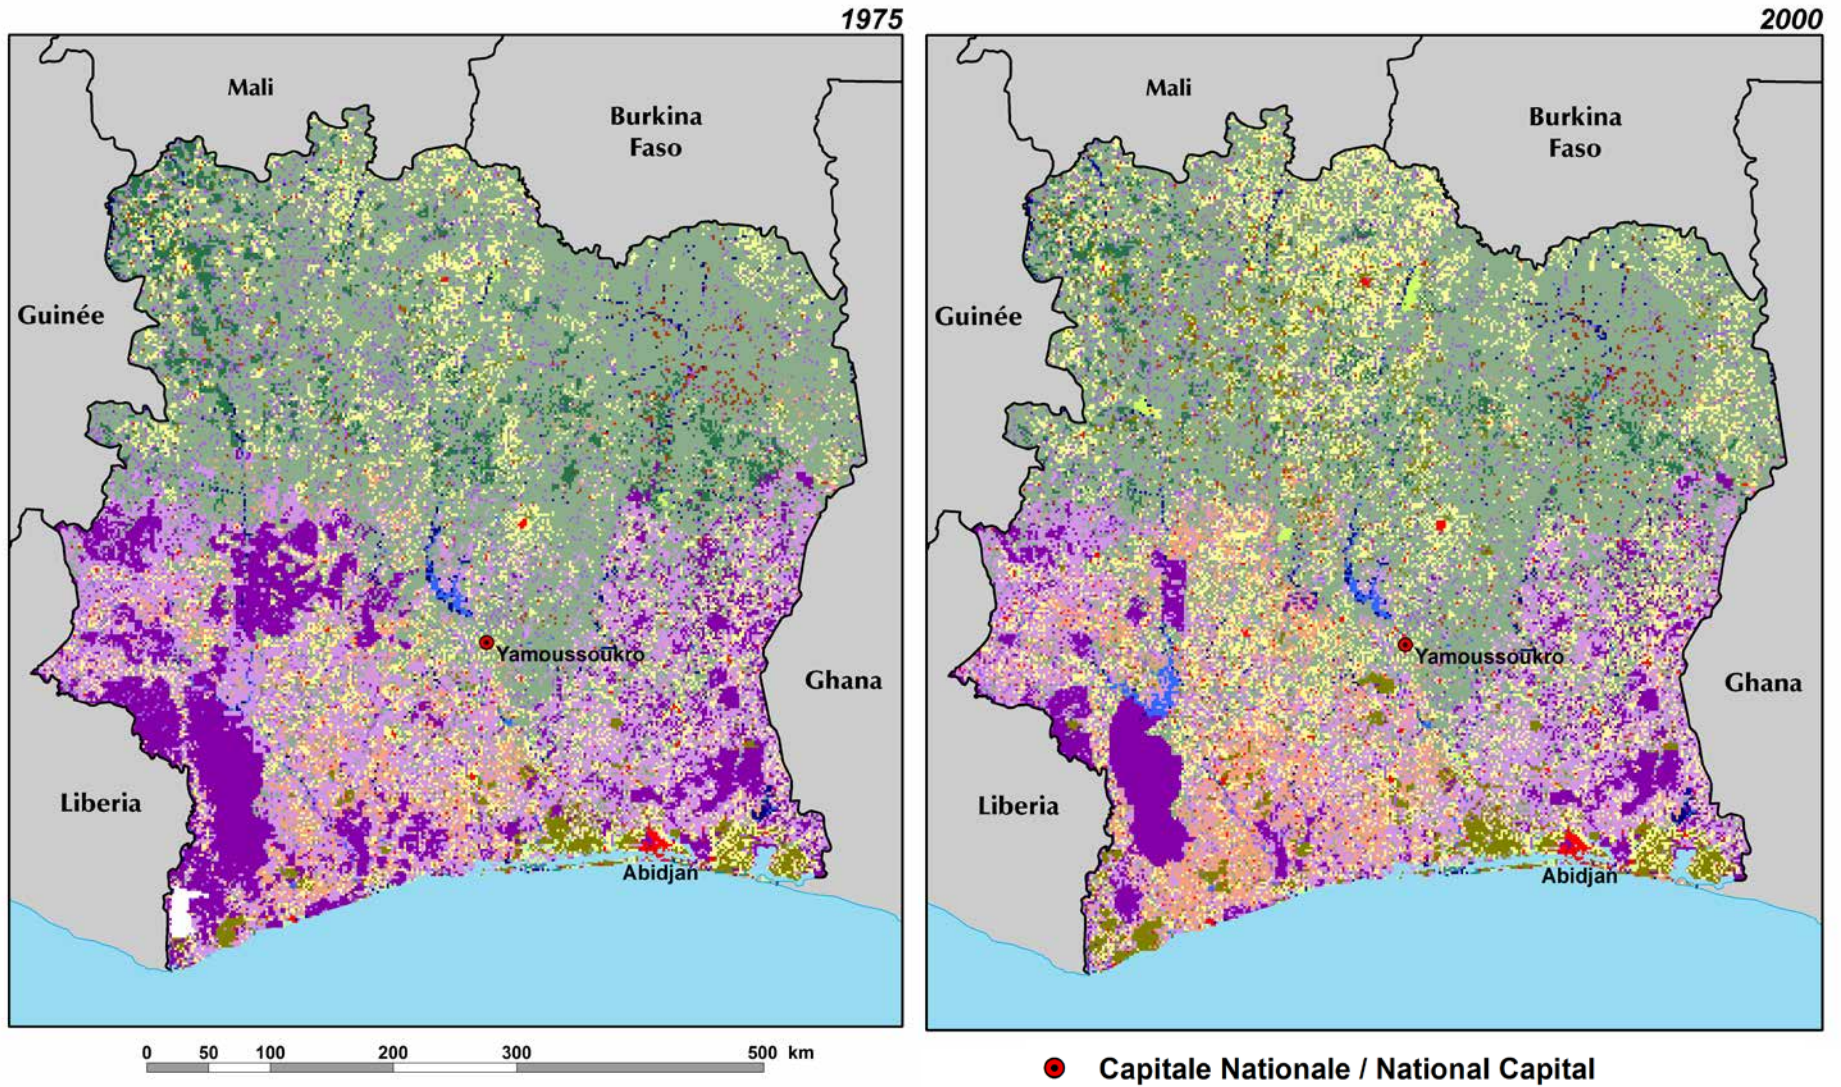 1975
Mali
Burkina
Faso
Guinée
Yamoussoukro
Ghana
Liberia
Abidjan
0 50 100 200 300 500 km
2000
Mali
Burkina
Faso
Guinée
Yamoussoukro
Ghana
Liberia
Abidjan
Capitale Nationale / National Capital